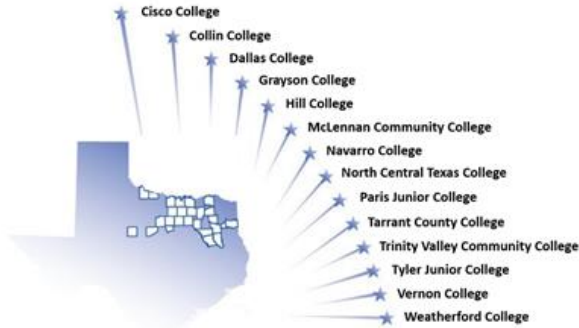 Cisco College
Collin College
Dallas College
Grayson College
Hill College
McLennan Community College
Navarro College
North Central Texas College
Paris Junior College
Tarrant County College
Trinity Valley Community College
Tyler Junior College
Vernon College
Weatherford College